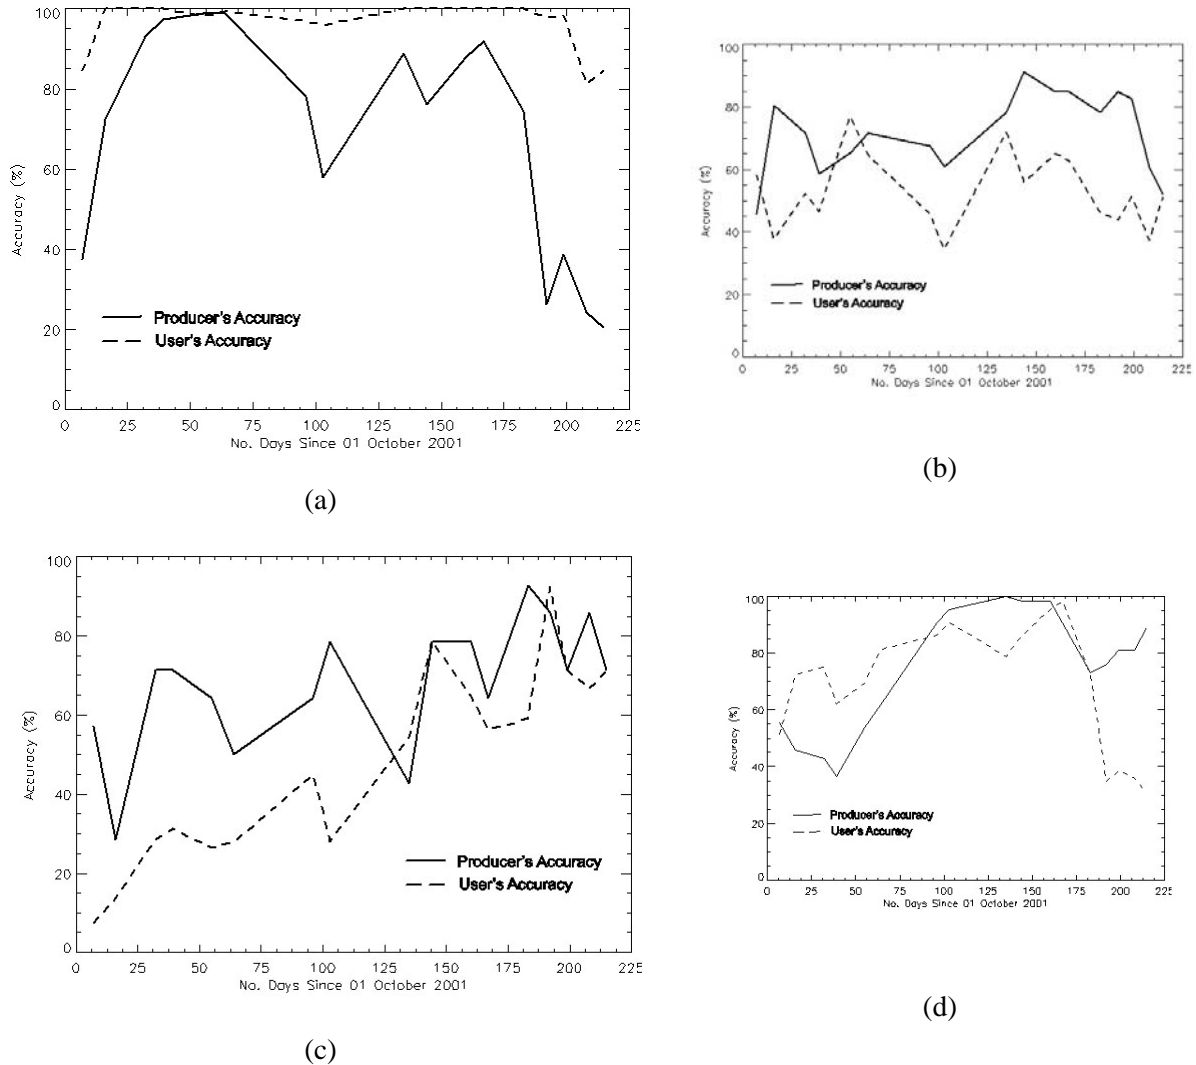 100
80
60
40
20
0
Accuracy (%)
Producer's Accuracy
User's Accuracy
0 25 50 75 100 125 150 175 200 225
No. Days Since 01 October 2001
(a)
100
80
60
40
20
0
Accuracy (%)
Producer's Accuracy
User's Accuracy
0 25 50 75 100 125 150 175 200 225
No. Days Since 01 October 2001
(b)
100
80
60
40
20
0
Accuracy (%)
Producer's Accuracy
User's Accuracy
0 25 50 75 100 125 150 175 200 225
No. Days Since 01 October 2001
(c)
100
80
60
40
20
0
Accuracy (%)
Producer's Accuracy
User's Accuracy
0 25 50 75 100 125 150 175 200 225
No. Days Since 01 October 2001
(d)